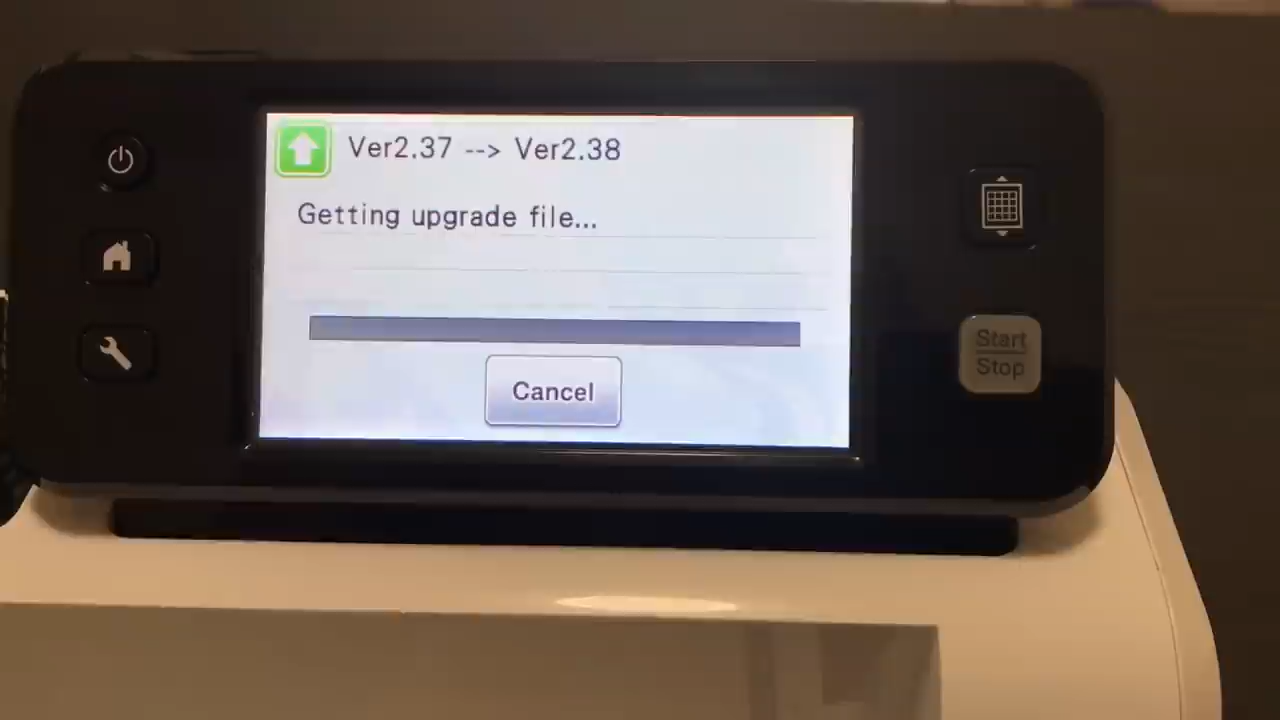 Ver2.37 --> Ver2.38
Getting upgrade file...
Cancel
Start
Stop